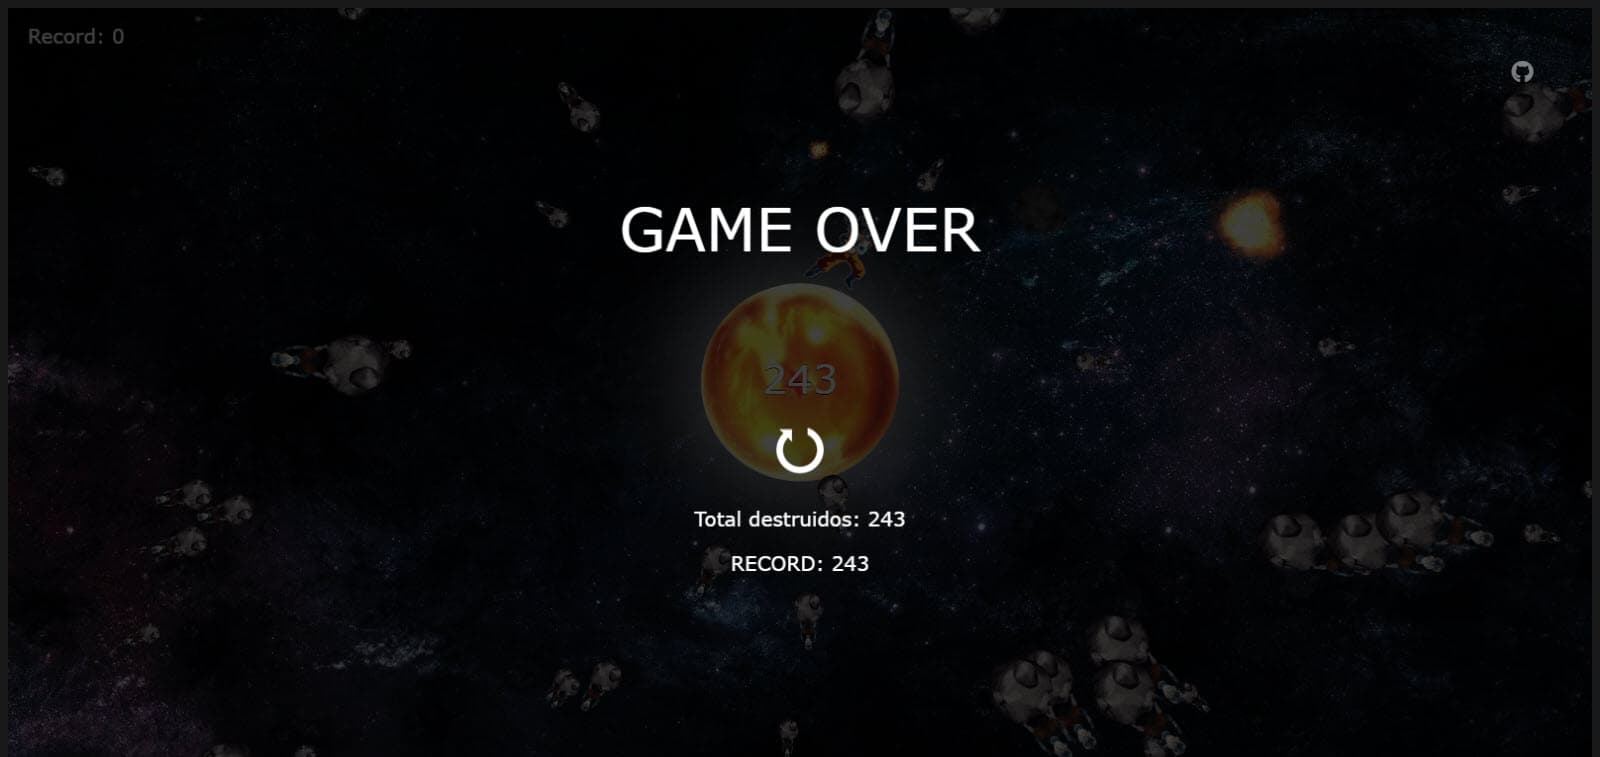 Record: 0
GAME OVER
243
Total destruidos: 243
RECORD: 243